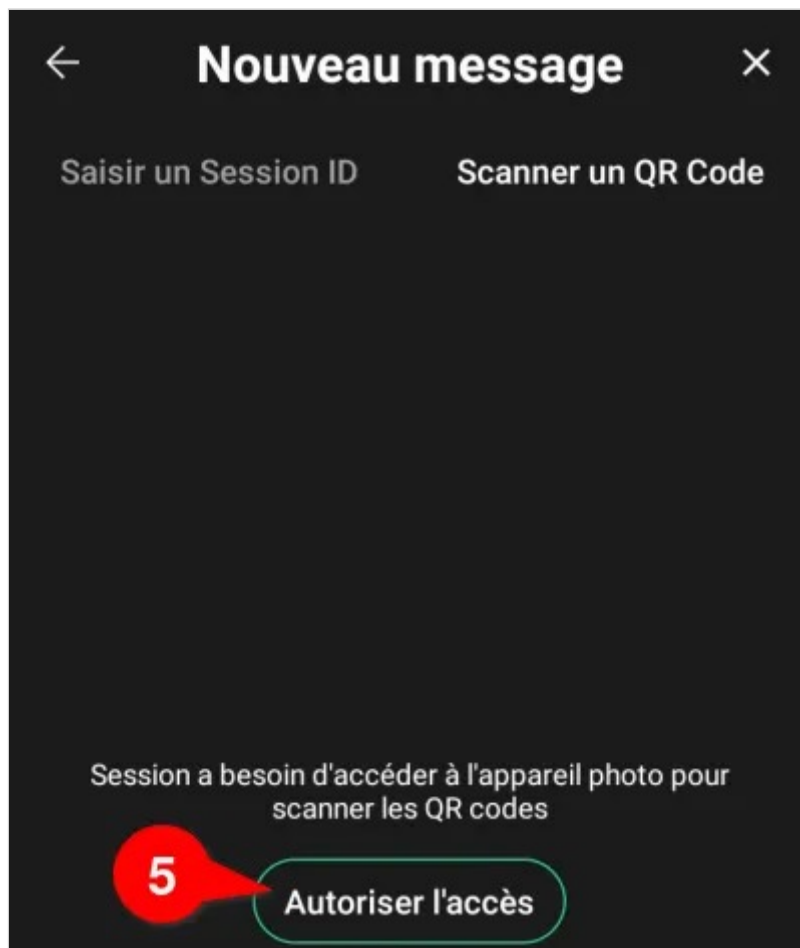 Nouveau message
Saisir un Session ID
Scanner un QR Code
Session a besoin d'accéder à l'appareil photo pour
scanner les QR codes
5
Autoriser l'accès